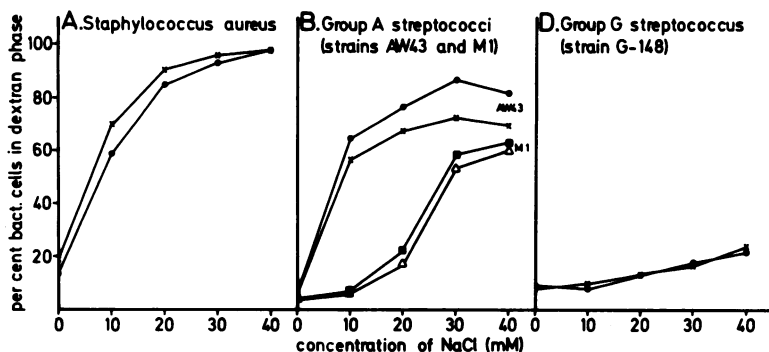 A. Staphylococcus aureus
B. Group A streptococci
(strains AW43 and M1)
D. Group G streptococcus
(strain G-148)
per cent bact. cells in dextran phase
100
80
60
40
20
AW43
M1
0 10 20 30 40
0 10 20 30 40
0 10 20 30 40
concentration of NaCl (mM)